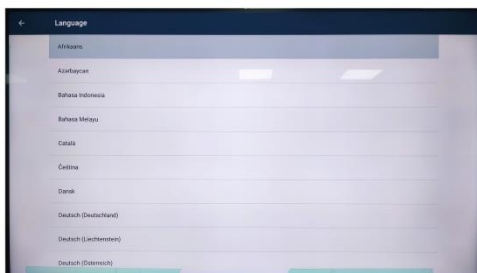 Language
Afrikaans
Azərbaycan
Bahasa Indonesia
Bahasa Melayu
Català
Čeština
Dansk
Deutsch (Deutschland)
Deutsch (Liechtenstein)
Deutsch (Österreich)